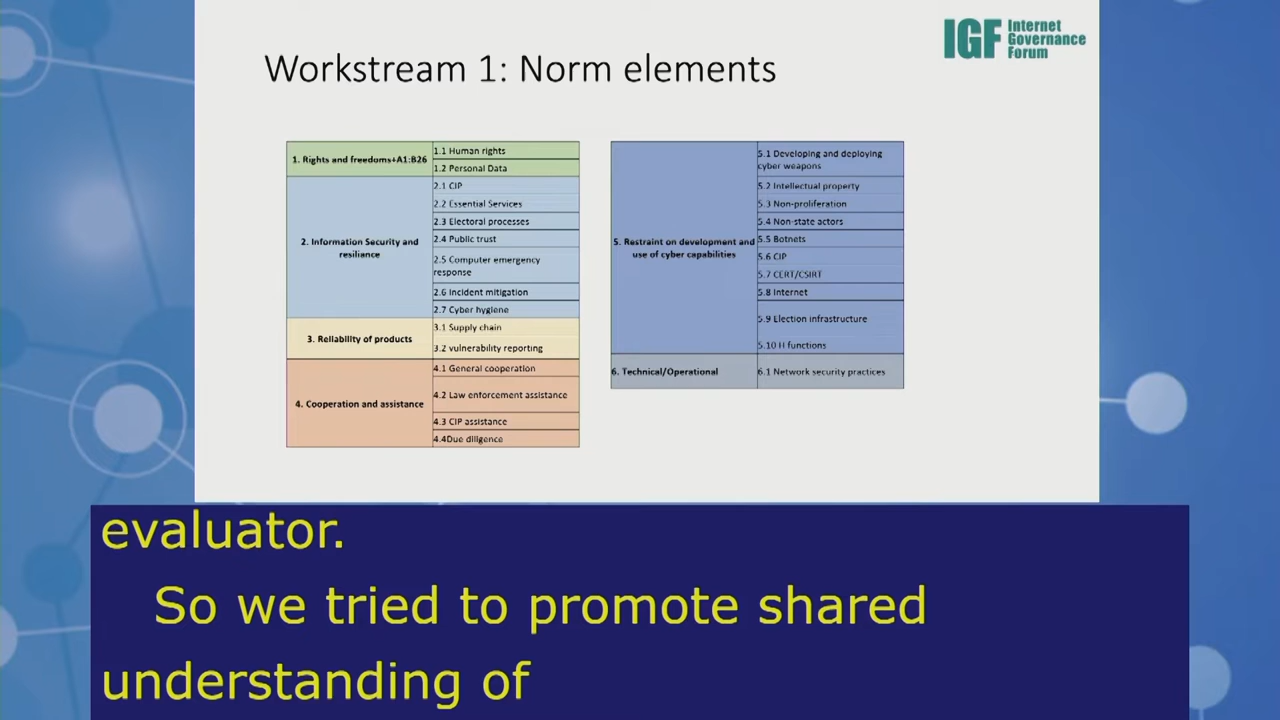 IGF Internet
Governance
Forum
Workstream 1: Norm elements
1. Rights and freedoms+A1:B26
1.1 Human rights
1.2 Personal Data
2. Information Security and
resiliance
2.1 CIP
2.2 Essential Services
2.3 Electoral processes
2.4 Public trust
2.5 Computer emergency
response
2.6 Incident mitigation
2.7 Cyber hygiene
3. Reliability of products
3.1 Supply chain
3.2 vulnerability reporting
4. Cooperation and assistance
4.1 General cooperation
4.2 Law enforcement assistance
4.3 CIP assistance
4.4Due diligence
5. Restraint on development and
use of cyber capabilities
5.1 Developing and deploying
cyber weapons
5.2 Intellectual property
5.3 Non-proliferation
5.4 Non-state actors
5.5 Botnets
5.6 CIP
5.7 CERT/CSIRT
5.8 Internet
5.9 Election infrastructure
5.10 functions
6. Technical/Operational
6.1 Network security practices
evaluator.
So we tried to promote shared
understanding of